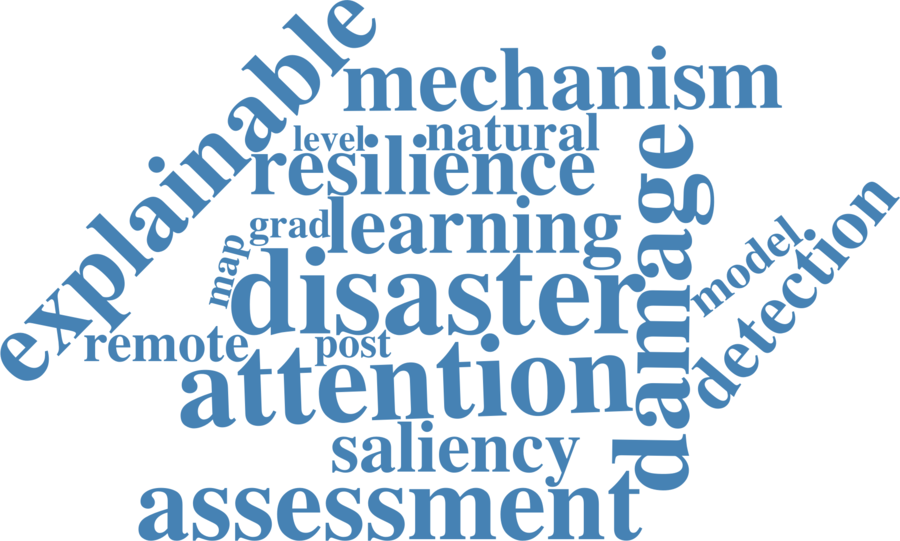 explainable
mechanism
level
natural
resilience
damage
grad
learning
map
disaster
model
detection
remote
post
attention
saliency
assessment